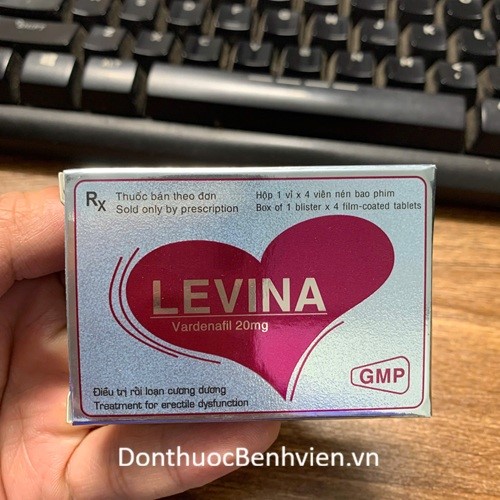 Rx Thuốc bán theo đơn
Sold only by prescription
Hộp 1 vỉ x 4 viên nén bao phim
Box of 1 blister x 4 film-coated tablets
LEVINA
Vardenafil 20mg
GMP
Điều trị rối loạn cương dương
Treatment for erectile dysfunction
DonthuocBenhvien.vn